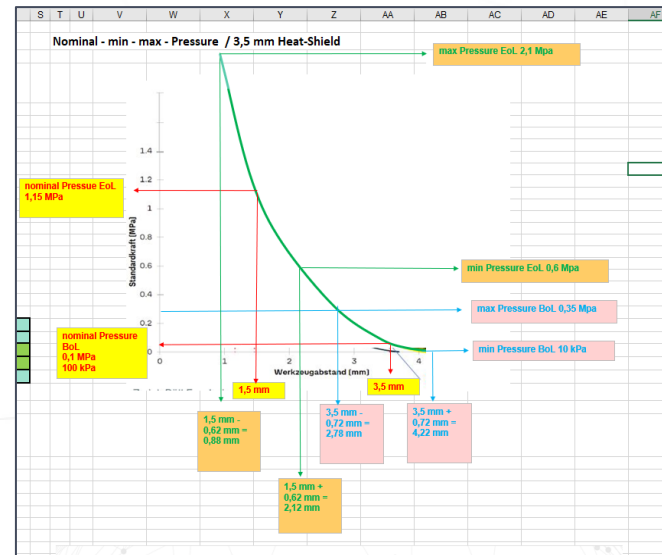 S T U V W X Y Z AA AB AC AD AE AF
Nominal - min - max - Pressure / 3,5 mm Heat-Shield
max Pressure EoL 2,1 Mpa
1.4
1.2
1
0.8
0.6
0.4
0.2
0
Standardkraft [MPa]
nominal Pressue EoL
1,15 MPa
min Pressure EoL 0,6 Mpa
max Pressure BoL 0,35 Mpa
nominal Pressure
BoL
0,1 MPa
100 kPa
min Pressure BoL 10 kPa
0 1 2 3 4
Werkzeugabstand [mm]
1,5 mm
3,5 mm
1,5 mm -
0,62 mm =
0,88 mm
3,5 mm -
0,72 mm =
2,78 mm
3,5 mm +
0,72 mm =
4,22 mm
1,5 mm +
0,62 mm =
2,12 mm